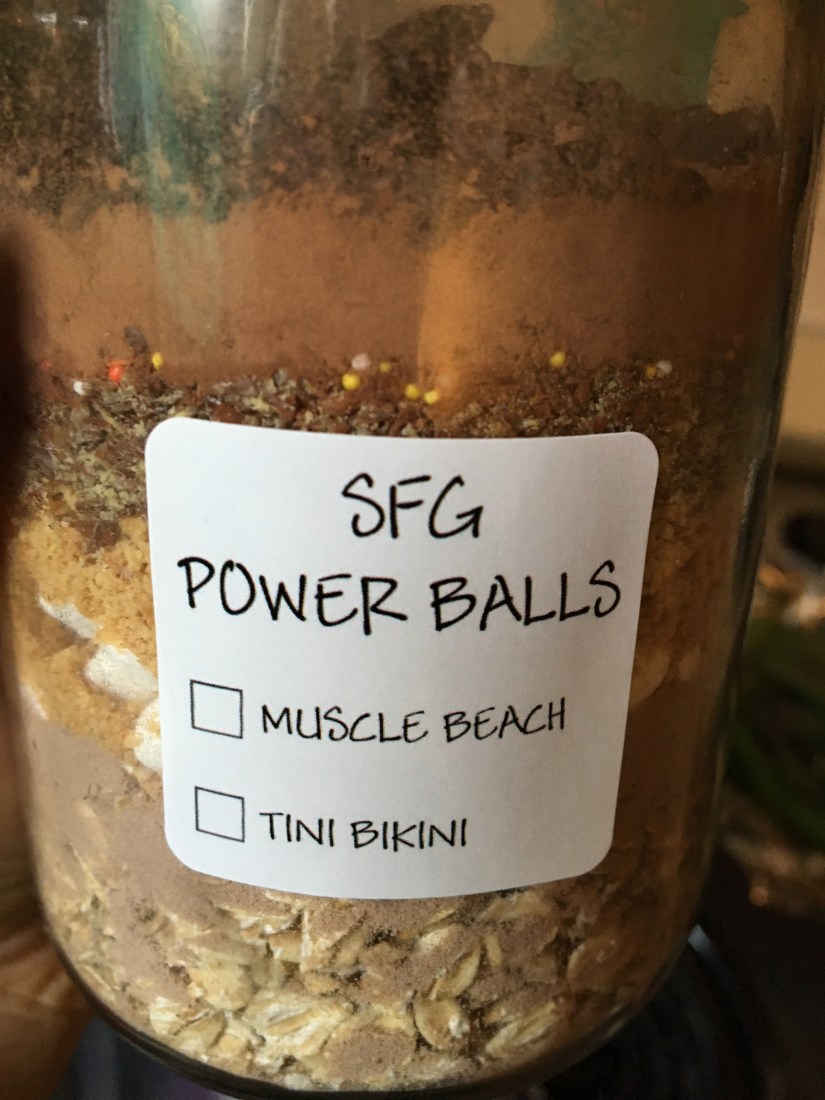 SFG
POWER BALLS
MUSCLE BEACH
TINI BIKINI